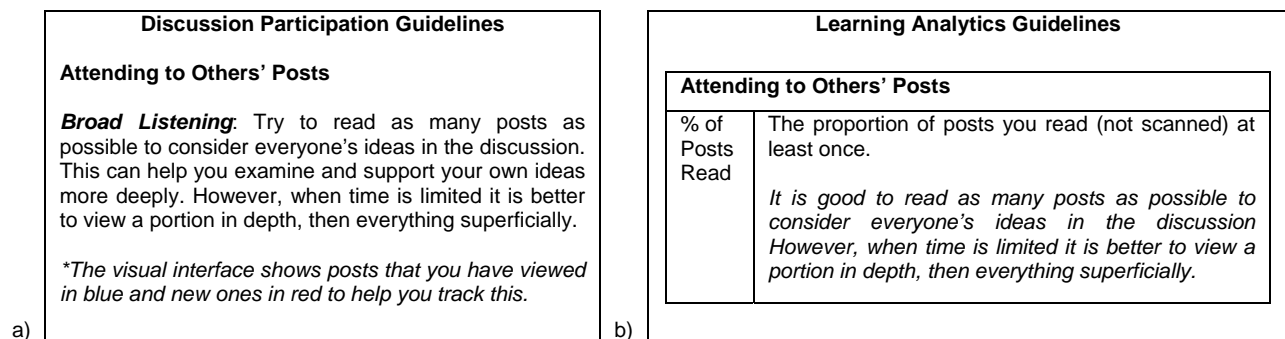 Discussion Participation Guidelines
Attending to Others' Posts
Broad Listening: Try to read as many posts as
possible to consider everyone's ideas in the discussion.
This can help you examine and support your own ideas
more deeply. However, when time is limited it is better
to view a portion in depth, then everything superficially.
*The visual interface shows posts that you have viewed
in blue and new ones in red to help you track this.
a)
Learning Analytics Guidelines
Attending to Others' Posts
% of
Posts
Read
The proportion of posts you read (not scanned) at
least once.
It is good to read as many posts as possible to
consider everyone's ideas in the discussion
However, when time is limited it is better to view a
portion in depth, then everything superficially.
b)